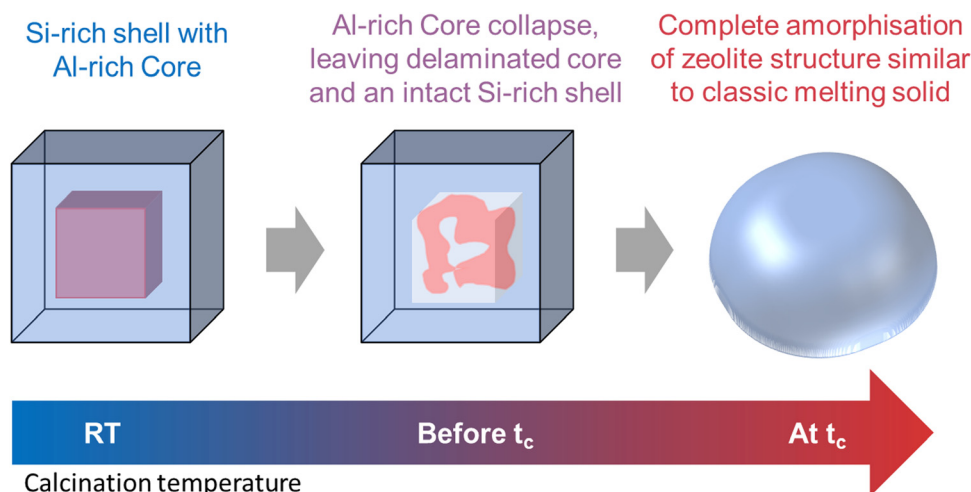 Si-rich shell with
Al-rich Core
Al-rich Core collapse,
leaving delaminated core
and an intact Si-rich shell
Complete amorphisation
of zeolite structure similar
to classic melting solid
RT
Before tc
At tc
Calcination temperature